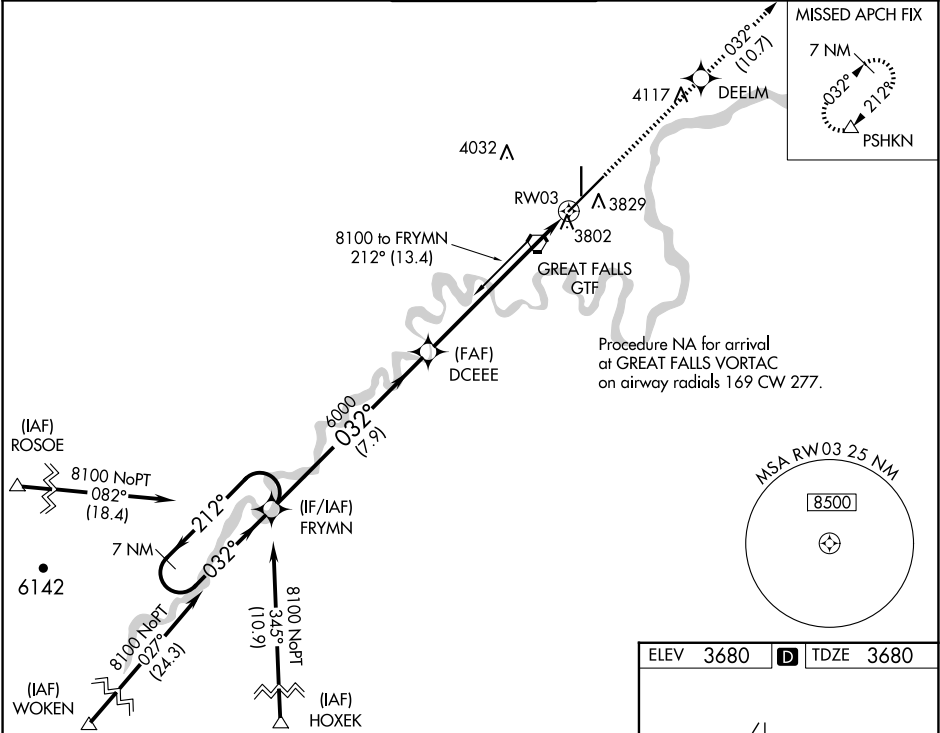 MISSED APCH FIX
7 NM
032°
212°
PSHKN
032°
(10.7)
DEELM
4117
4032
RW03
3829
3802
8100 to FRYMN
212° (13.4)
GREAT FALLS
GTF
(FAF)
DCEEE
Procedure NA for arrival
at GREAT FALLS VORTAC
on airway radials 169 CW 277.
6000
032°
(7.9)
(IAF)
ROSOE
8100 NoPT
082°
(18.4)
212°
(IF/IAF)
FRYMN
7 NM
032°
6142
8100 NoPT
027°
(24.3)
8100 NoPT
345°
(10.9)
(IAF)
WOKEN
(IAF)
HOXEK
MSA RW03 25 NM
8500
ELEV 3680 D TDZE 3680